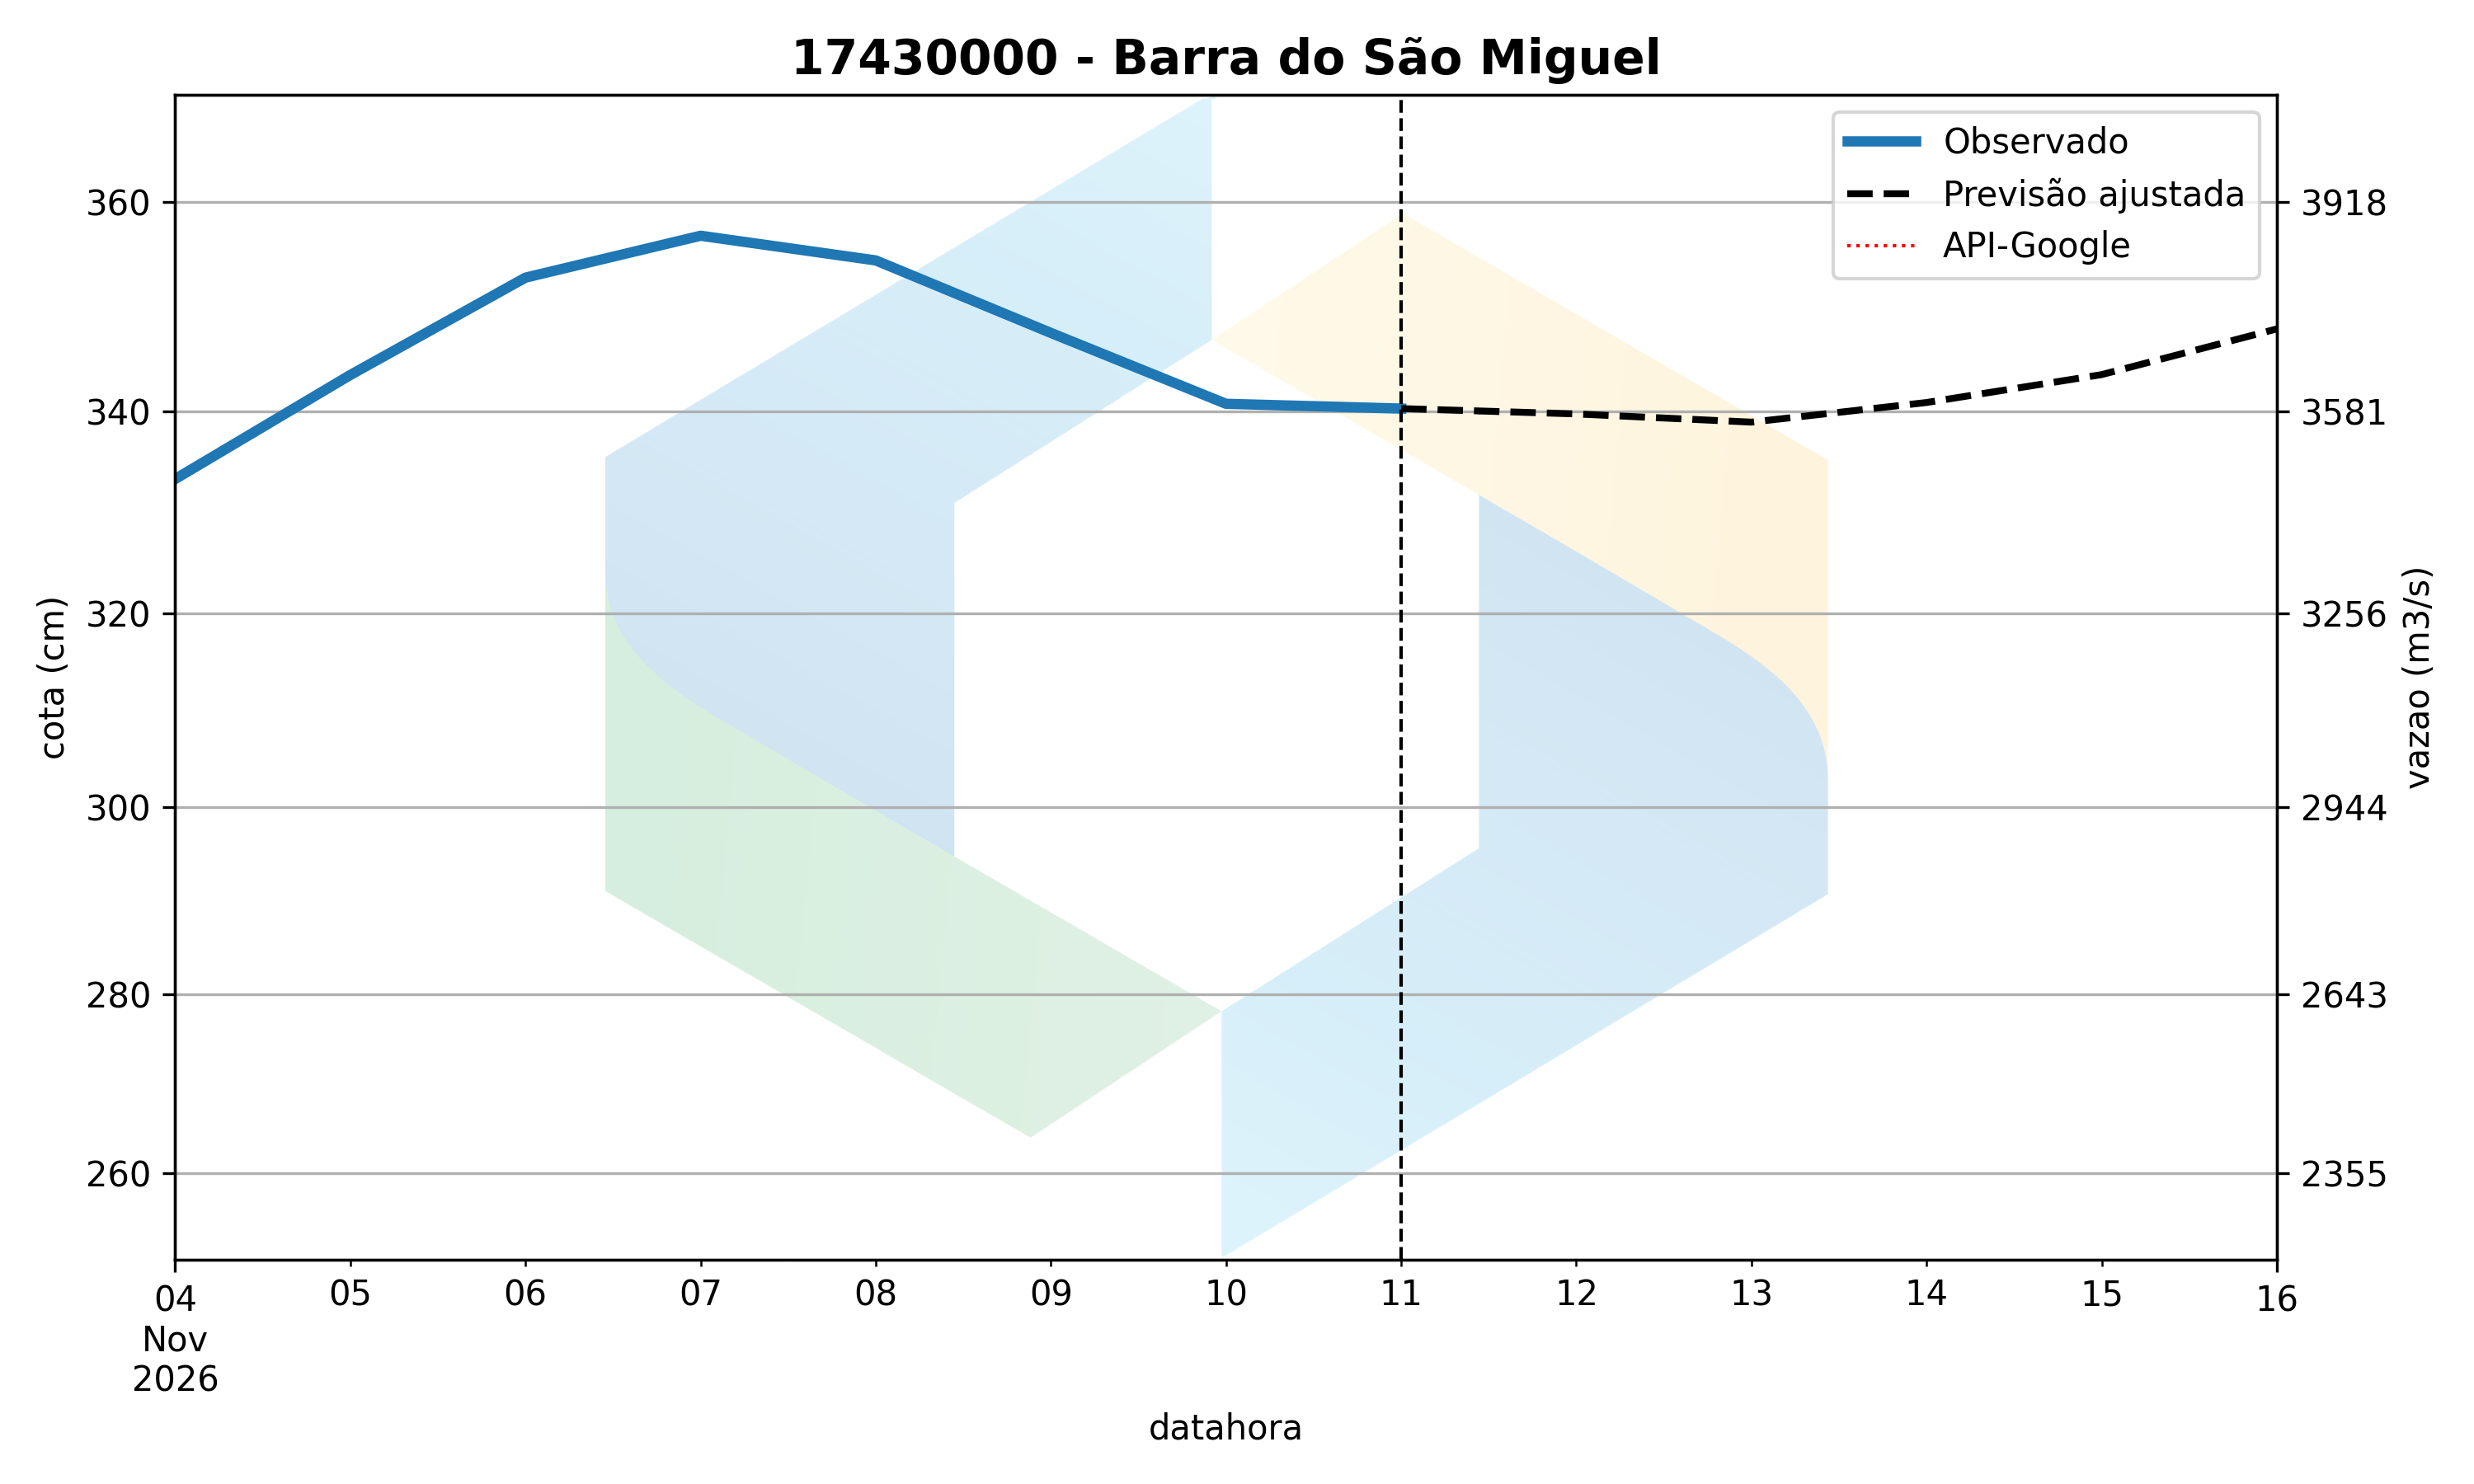 17430000 - Barra do São Miguel
Observado
Previsão ajustada
API-Google
360
340
320
300
280
260
cota (cm)
3918
3581
3256
2944
2643
2355
vazao (m3/s)
04 05 06 07 08 09 10 11 12 13 14 15 16
Nov
2026
datahora